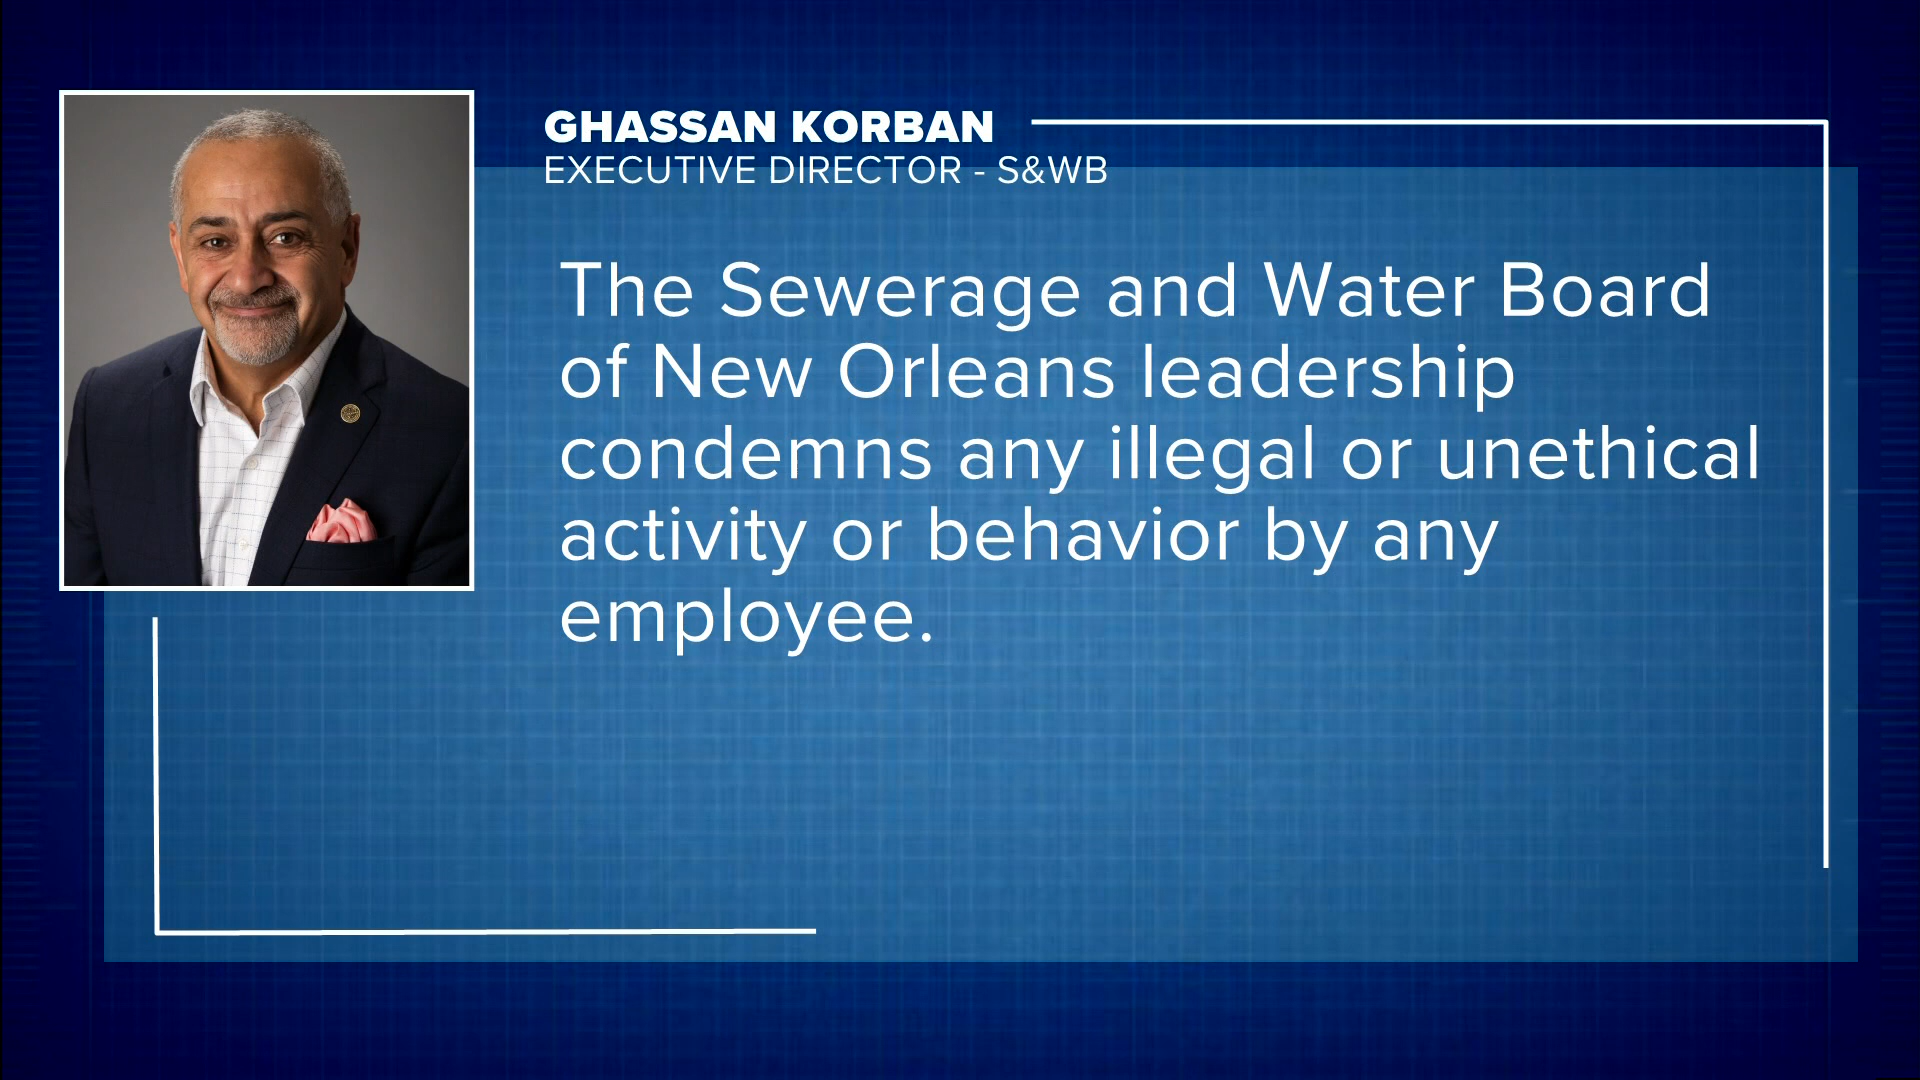 GHASSAN KORBAN
EXECUTIVE DIRECTOR - S&WB
The Sewerage and Water Board
of New Orleans leadership
condemns any illegal or unethical
activity or behavior by any
employee.